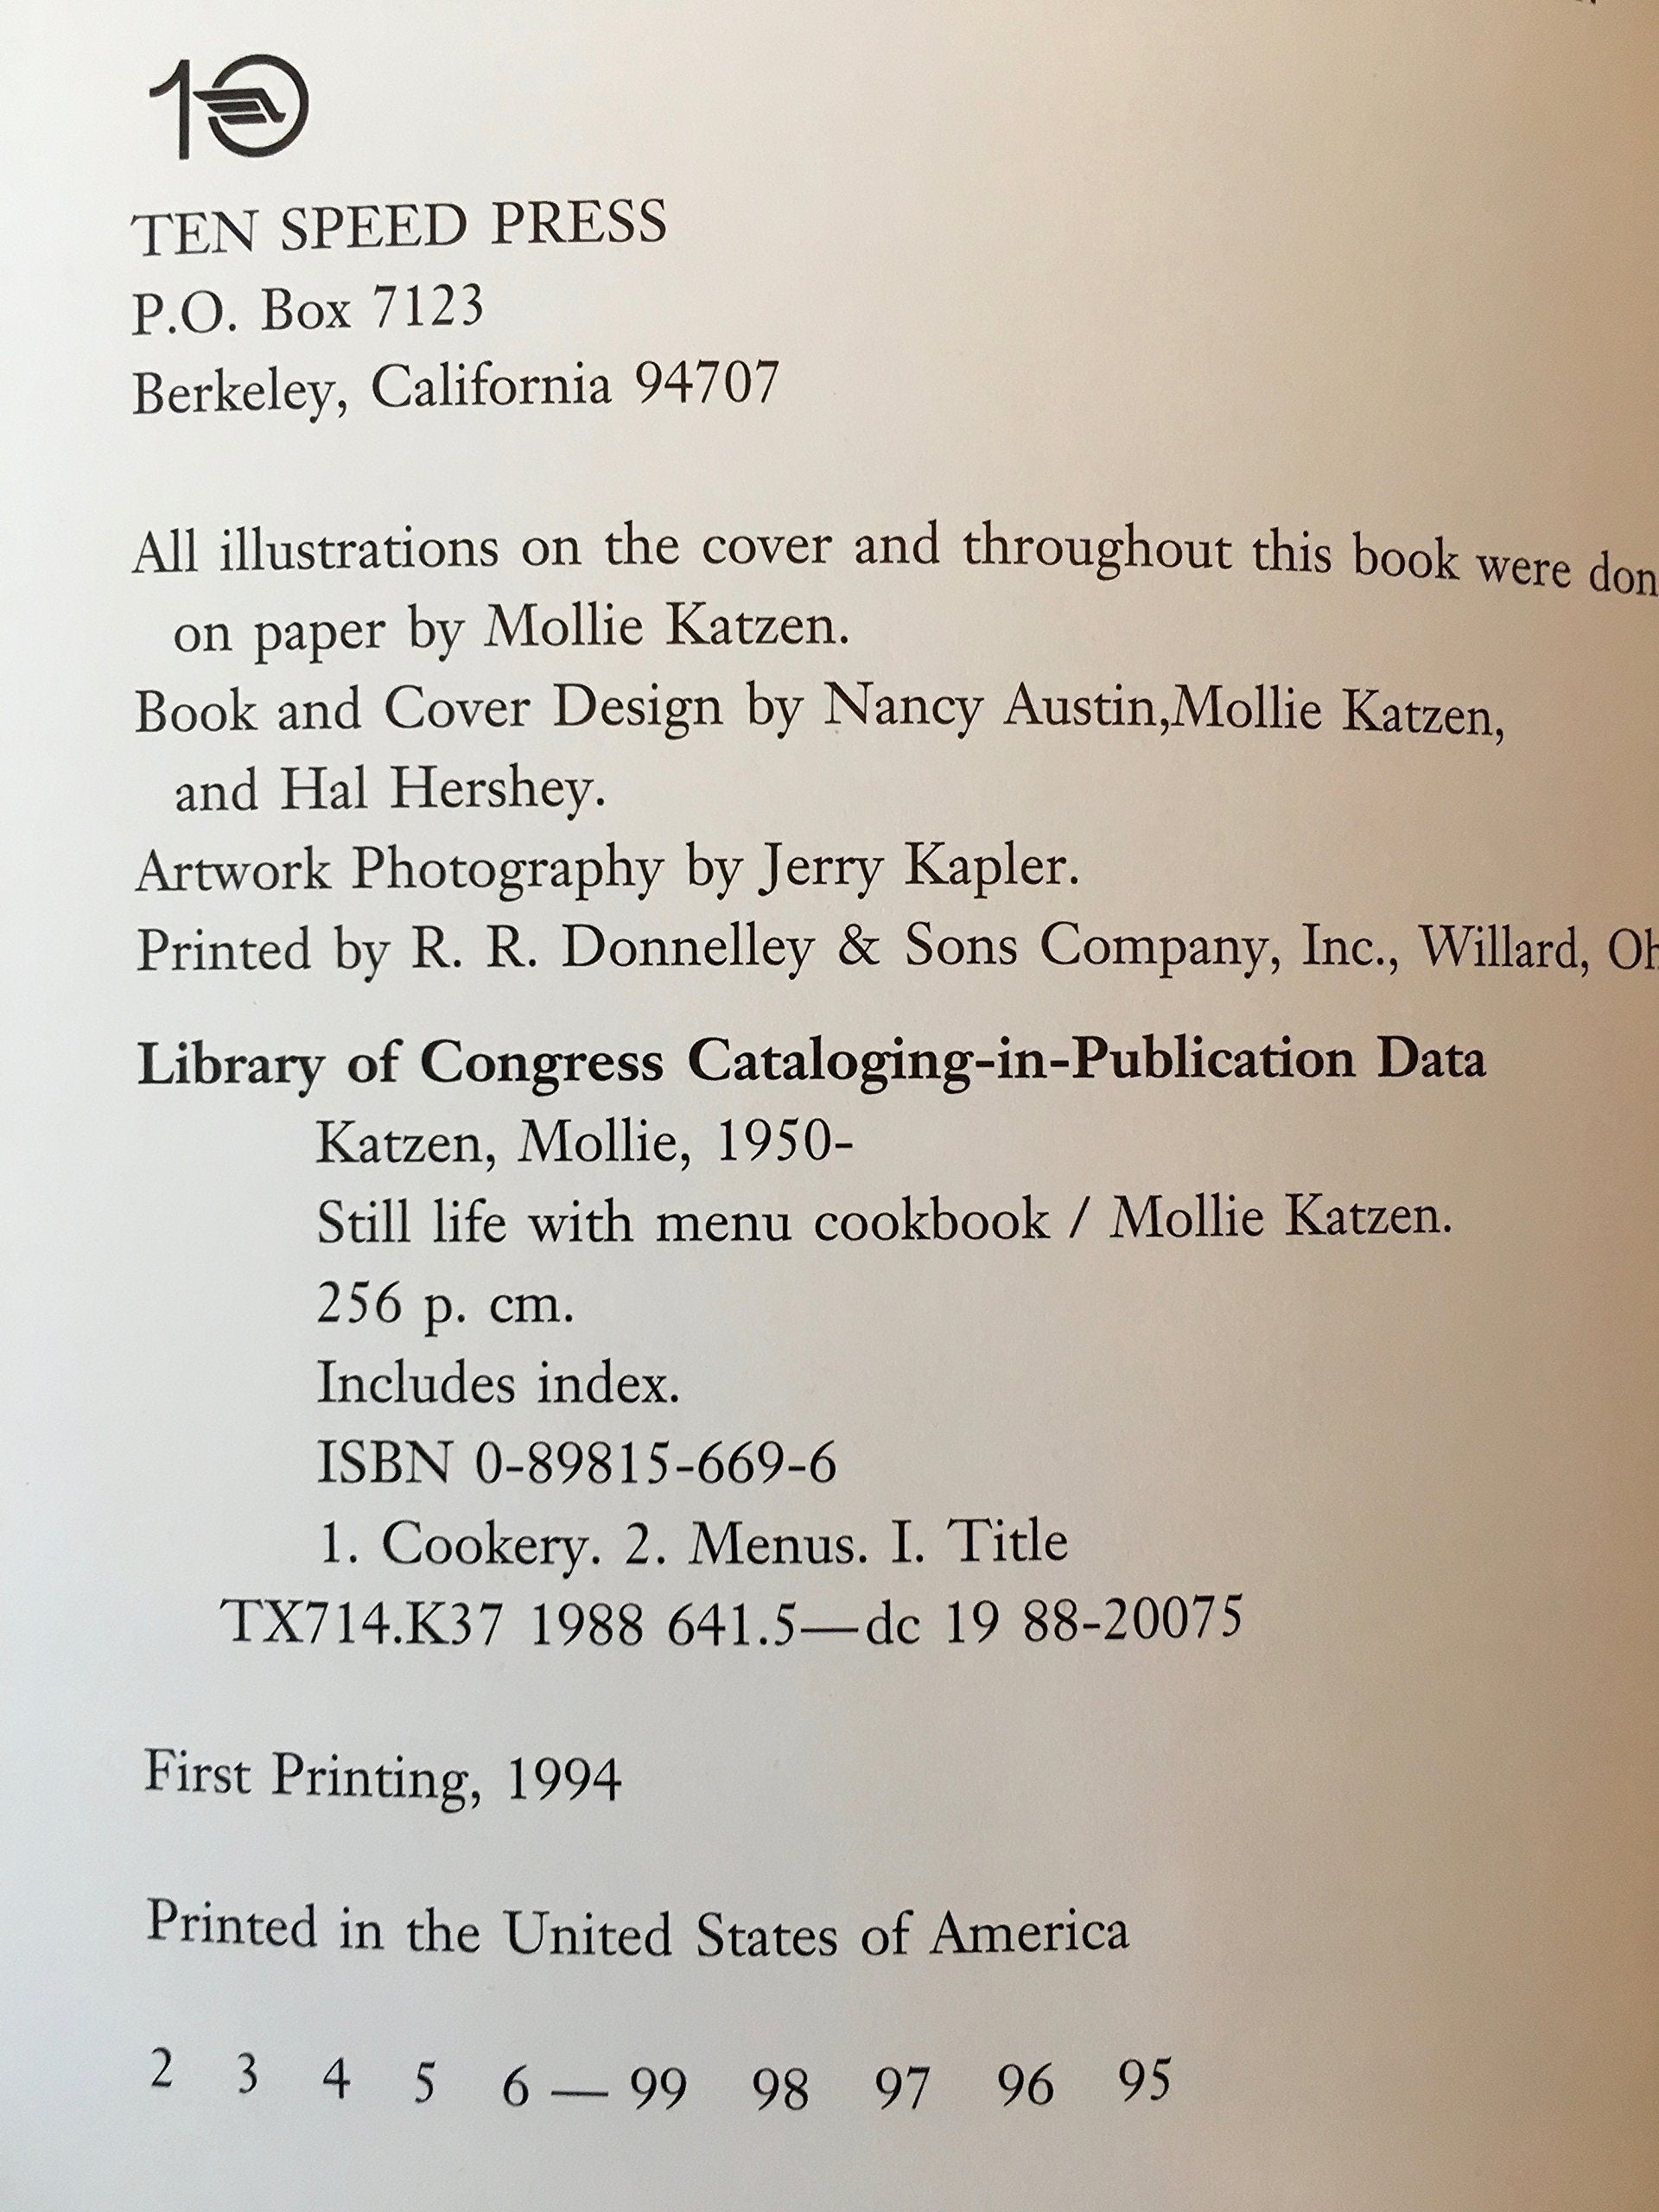 10
TEN SPEED PRESS
P.O. Box 7123
Berkeley, California 94707
All illustrations on the cover and throughout this book were don
on paper by Mollie Katzen.
Book and Cover Design by Nancy Austin,Mollie Katzen,
and Hal Hershey.
Artwork Photography by Jerry Kapler.
Printed by R. R. Donnelley & Sons Company, Inc., Willard, Oh
Library of Congress Cataloging-in-Publication Data
Katzen, Mollie, 1950-
Still life with menu cookbook / Mollie Katzen.
256 p. cm.
Includes index.
ISBN 0-89815-669-6
1. Cookery. 2. Menus. I. Title
TX714.K37 1988 641.5—dc 19 88-20075
First Printing, 1994
Printed in the United States of America
2 3 4 5 6 — 99 98 97 96 95